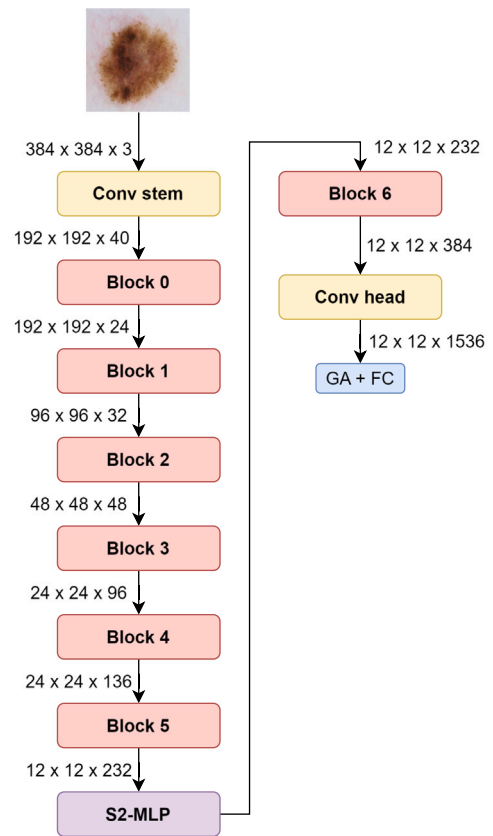 384 x 384 x 3
Conv stem
192 x 192 x 40
Block 0
192 x 192 x 24
Block 1
96 x 96 x 32
Block 2
48 x 48 x 48
Block 3
24 x 24 x 96
Block 4
24 x 24 x 136
Block 5
12 x 12 x 232
S2-MLP
12 x 12 x 232
Block 6
12 x 12 x 384
Conv head
12 x 12 x 1536
GA + FC